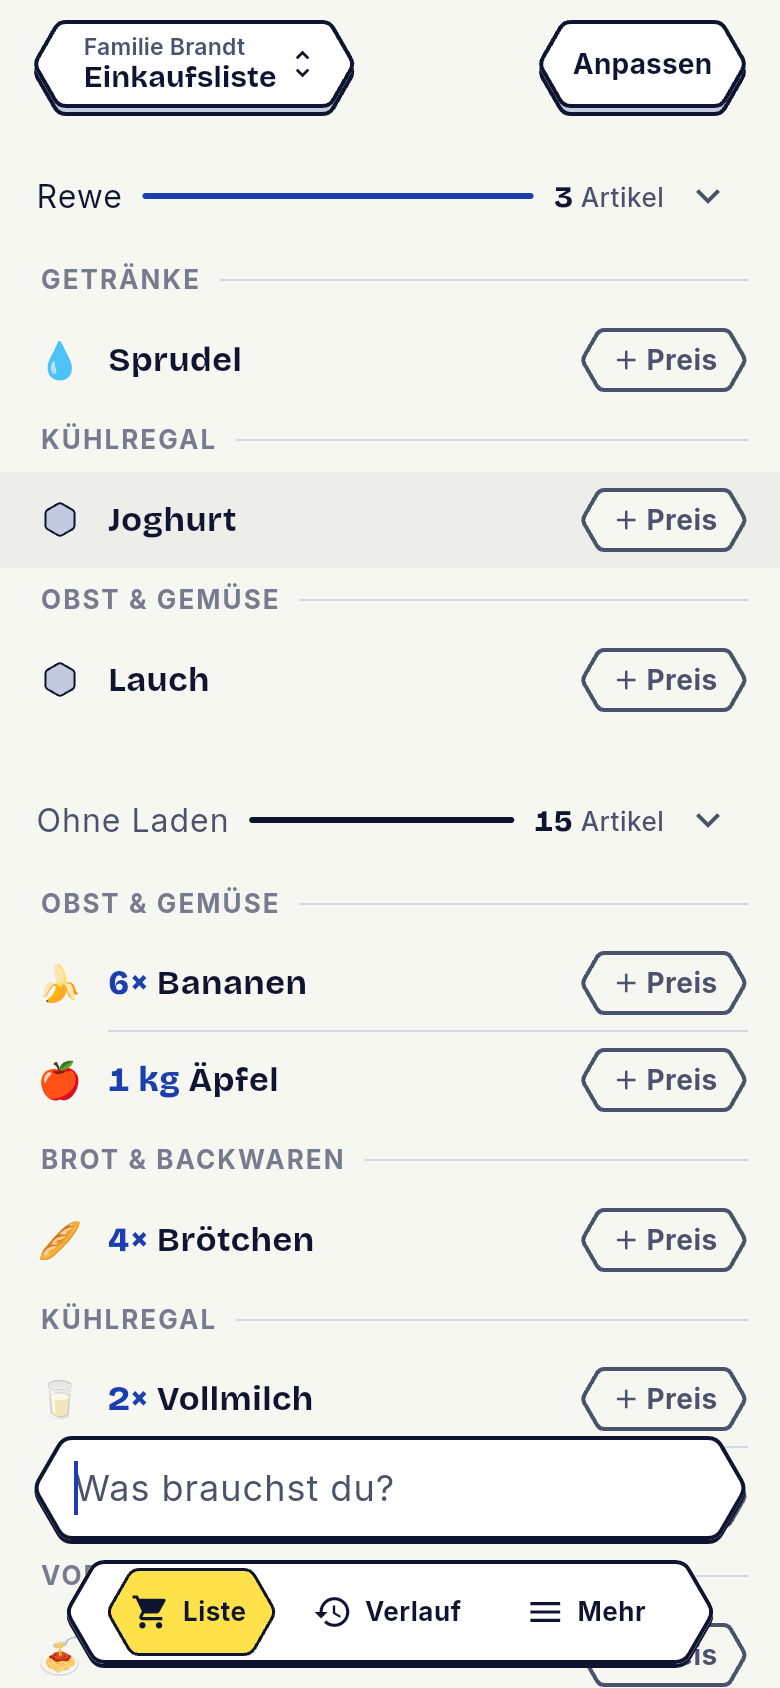 Familie Brandt
Einkaufsliste
Anpassen
Rewe
3 Artikel
GETRÄNKE
Sprudel
+ Preis
KÜHLREGAL
Joghurt
+ Preis
OBST & GEMÜSE
Lauch
+ Preis
Ohne Laden
15 Artikel
OBST & GEMÜSE
6× Bananen
+ Preis
1 kg Äpfel
+ Preis
BROT & BACKWAREN
4× Brötchen
+ Preis
KÜHLREGAL
2× Vollmilch
+ Preis
Was brauchst du?
Liste
Verlauf
Mehr